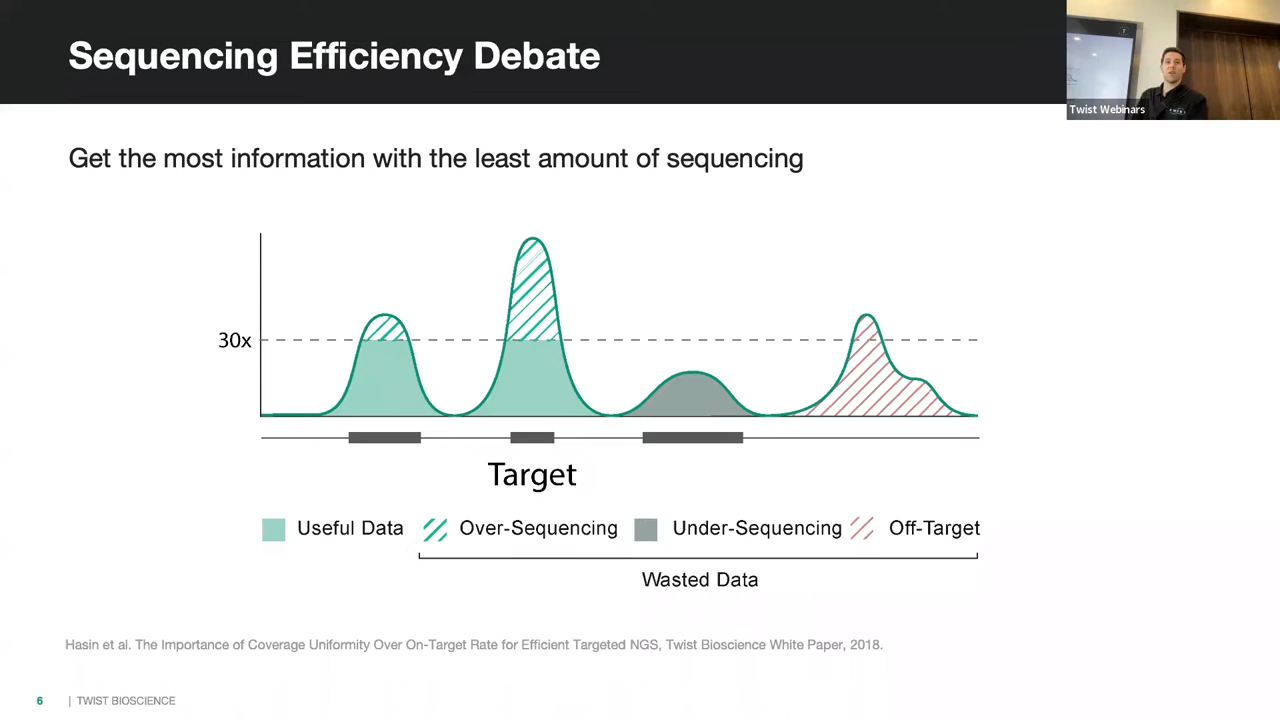 Sequencing Efficiency Debate
Twist Webinars
Get the most information with the least amount of sequencing
30x
Target
Useful Data
Over-Sequencing
Under-Sequencing
Off-Target
Wasted Data
Hasin et al. The Importance of Coverage Uniformity Over On-Target Rate for Efficient Targeted NGS, Twist Bioscience White Paper, 2018.
6 | TWIST BIOSCIENCE